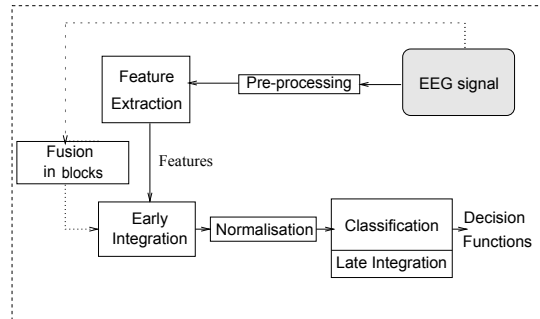 Feature
Extraction
Pre-processing
EEG signal
Fusion
in blocks
Features
Early
Integration
Normalisation
Classification
Late Integration
Decision
Functions